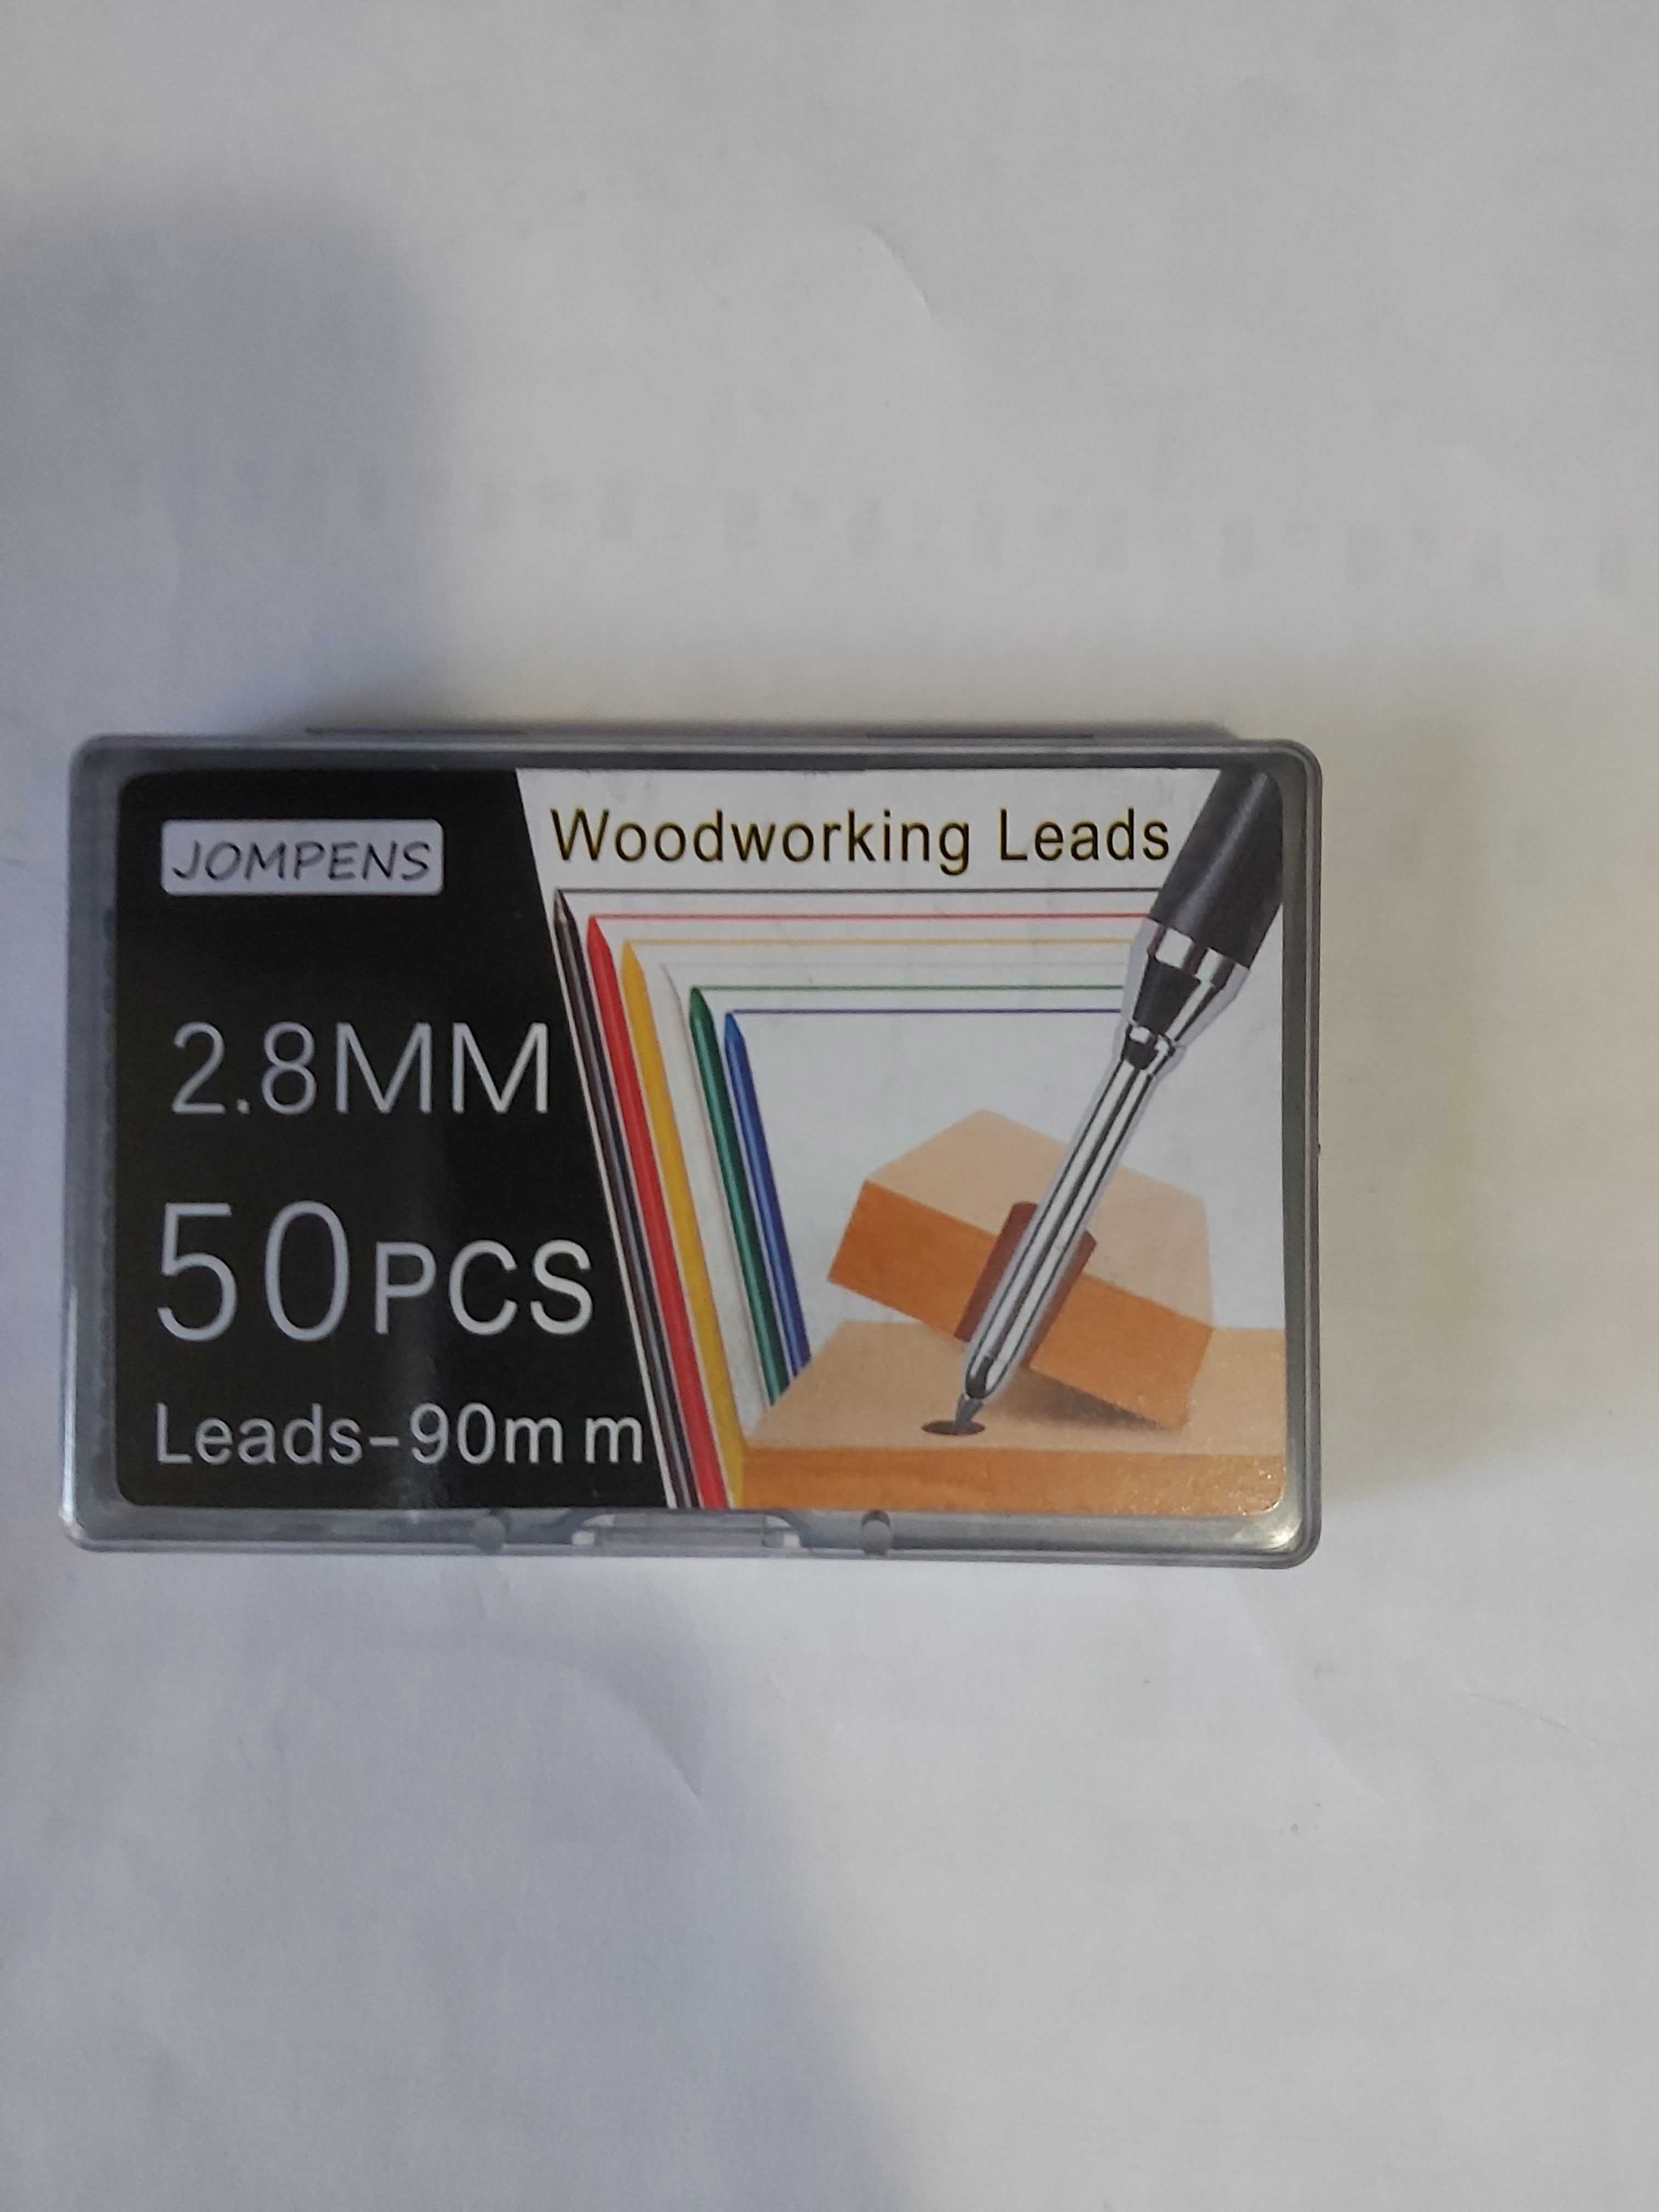 JOMPENS
Woodworking Leads
2.8MM
50PCS
Leads-90mm